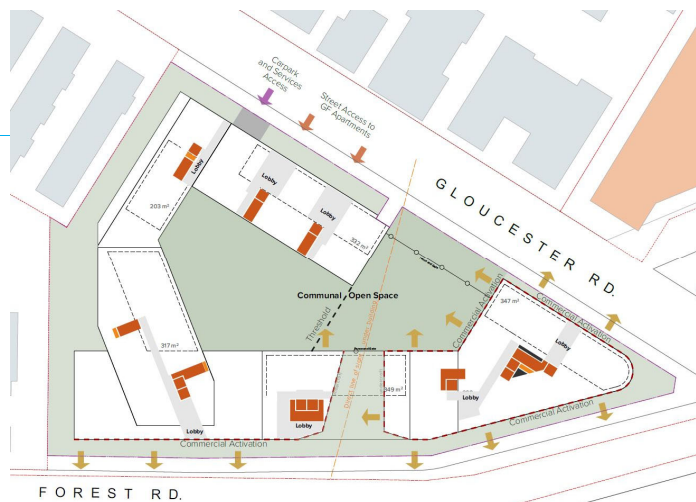 Carpark
and Services
Access
Street Access to
GF Apartments
GLOUCESTER RD.
Lobby
Lobby
Lobby
203 m²
332 m²
Communal Open Space
Threshold
Commercial Activation
Commercial Activation
347 m²
Lobby
317 m²
349 m²
Lobby
Lobby
Commercial Activation
Commercial Activation
FOREST RD.